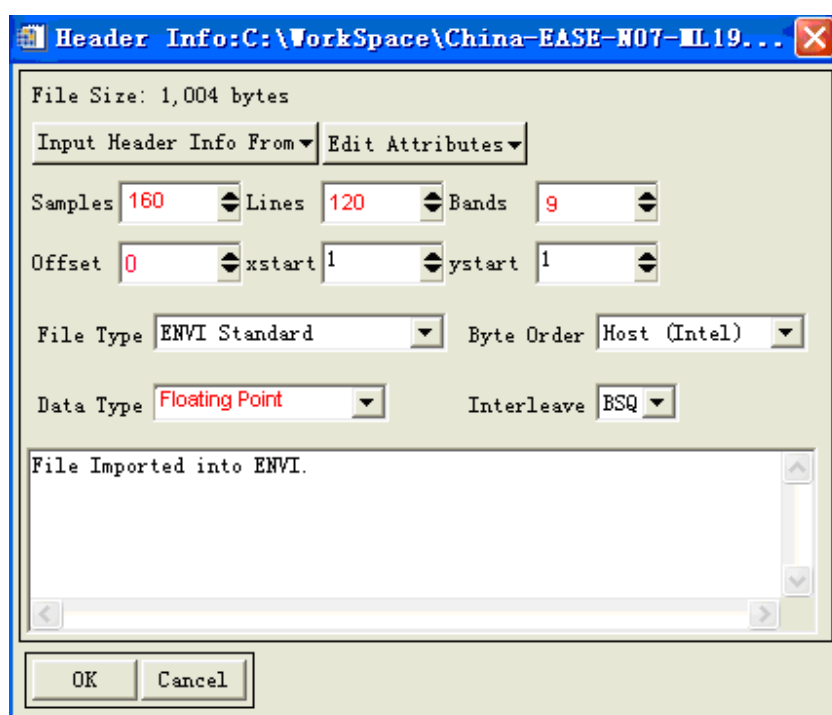 Header Info:C:\WorkSpace\China-EASE-N07-ML19...
File Size: 1,004 bytes
Input Header Info From Edit Attributes
Samples 160 Lines 120 Bands 9
Offset 0 xstart 1 ystart 1
File Type ENVI Standard Byte Order Host (Intel)
Data Type Floating Point Interleave BSQ
File Imported into ENVI.
OK Cancel